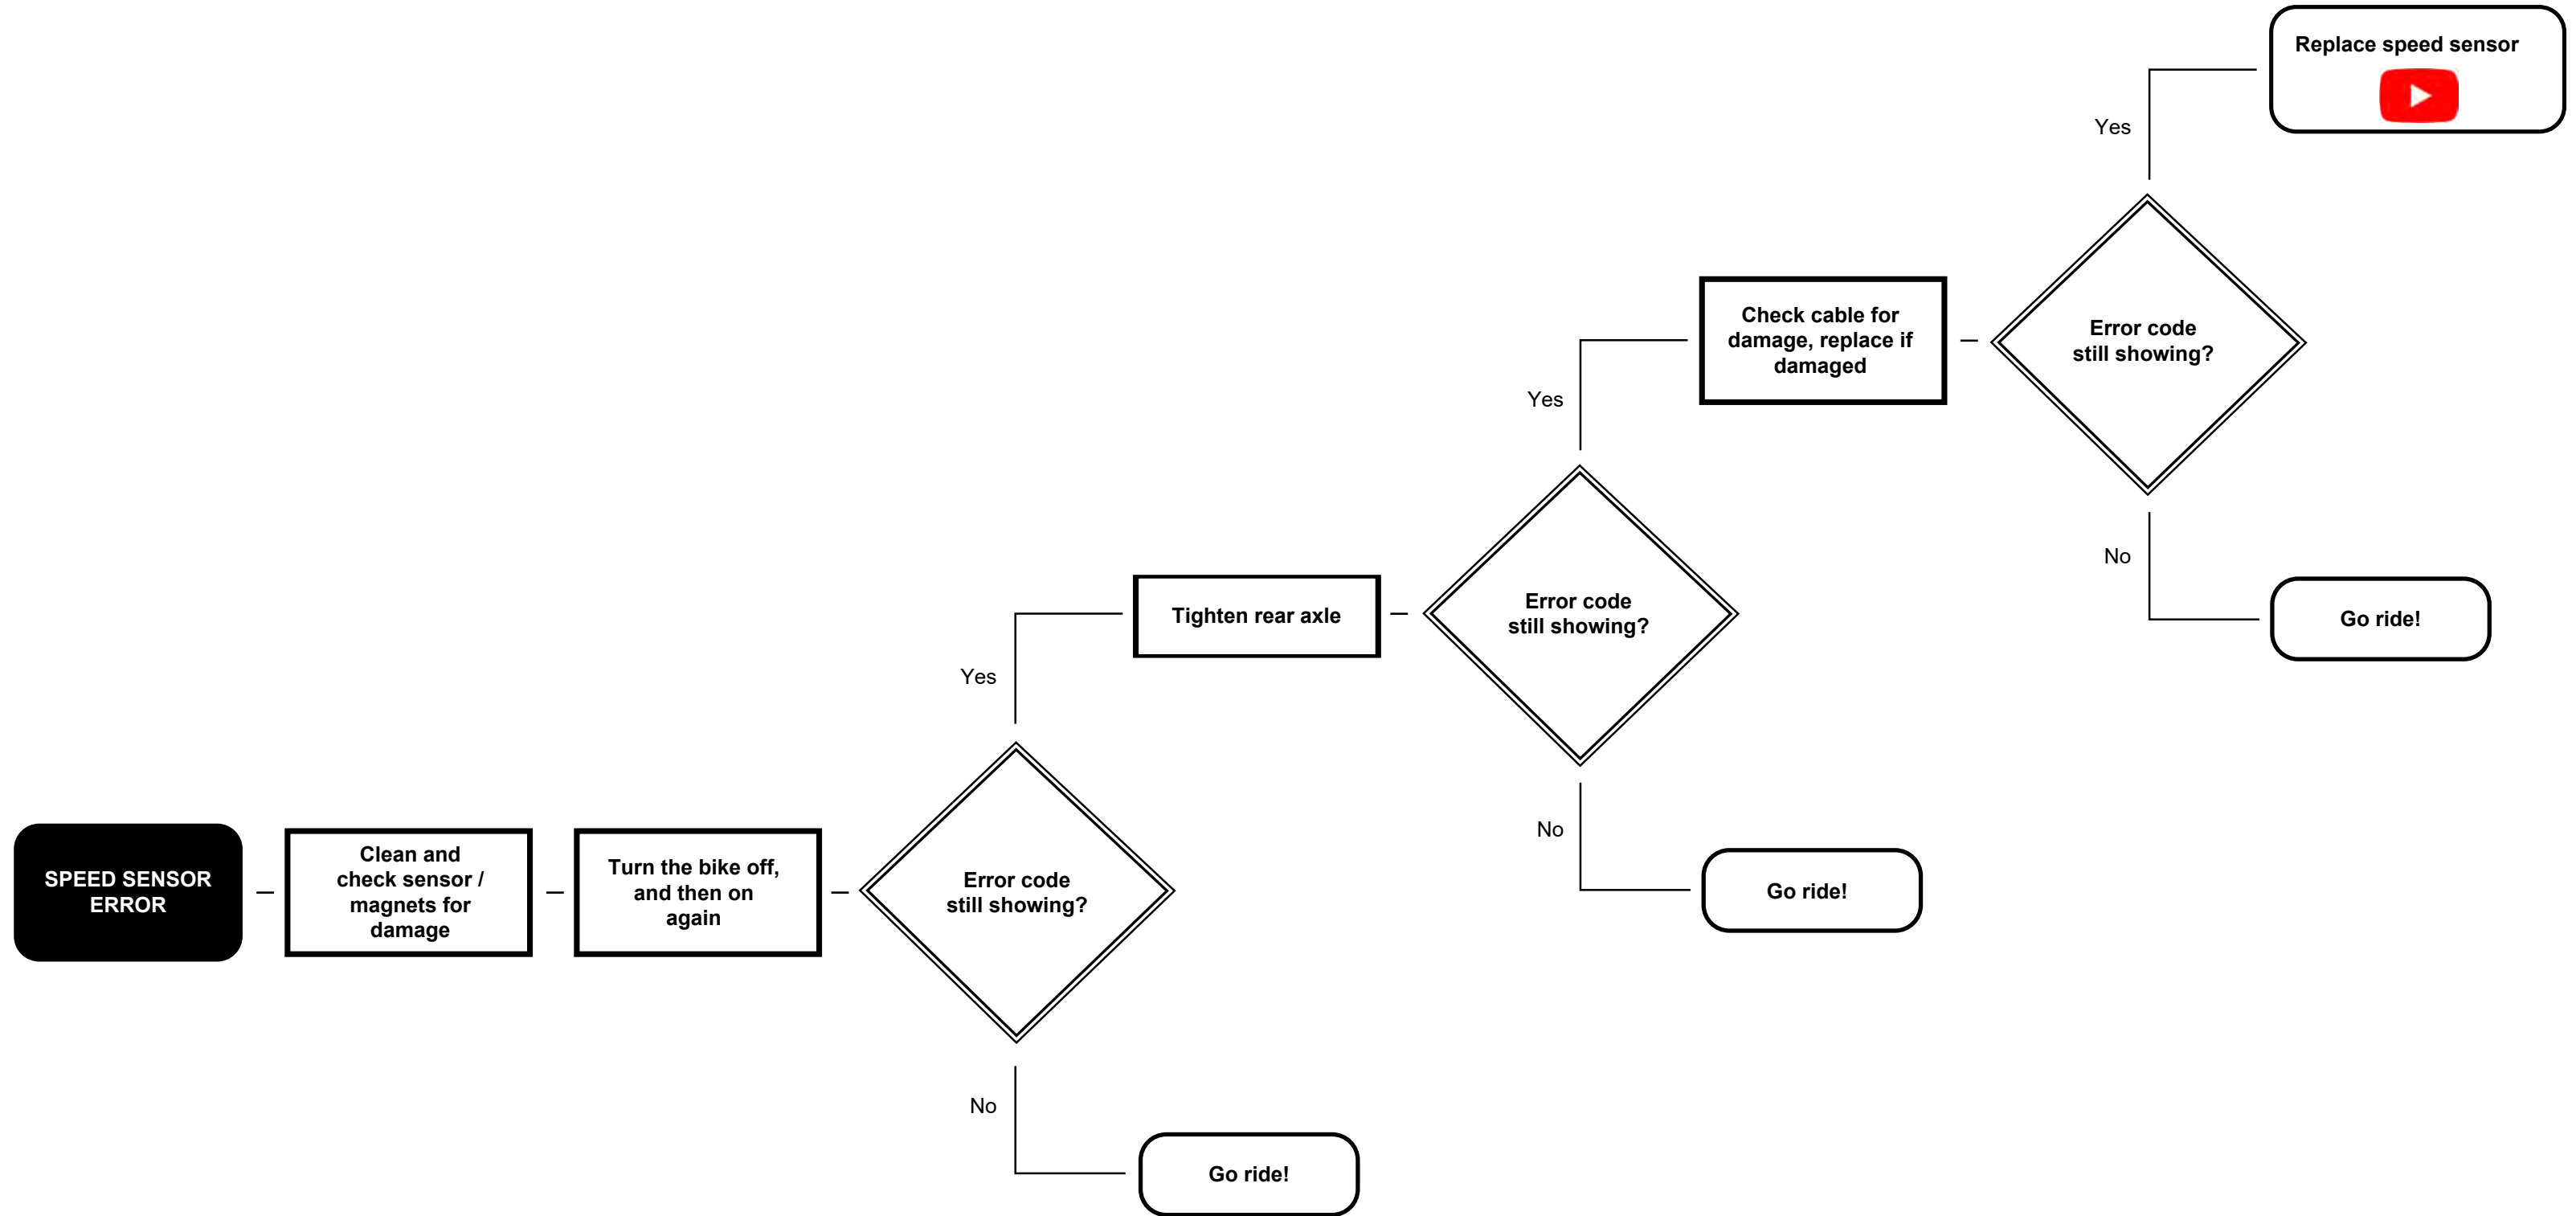 SPEED SENSOR
ERROR
Clean and
check sensor /
magnets for
damage
Turn the bike off,
and then on
again
Error code
still showing?
Yes
No
Go ride!
Tighten rear axle
Error code
still showing?
Yes
No
Go ride!
Check cable for
damage, replace if
damaged
Error code
still showing?
Yes
No
Go ride!
Replace speed sensor